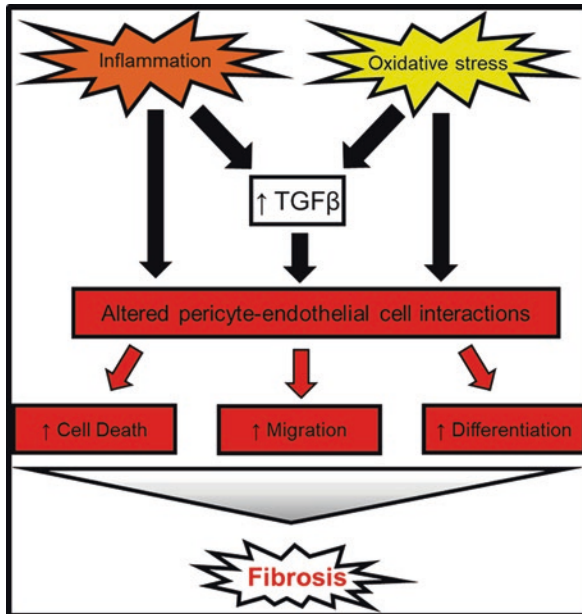 Inflammation
Oxidative stress
↑ TGFβ
Altered pericyte-endothelial cell interactions
↑ Cell Death
↑ Migration
↑ Differentiation
Fibrosis